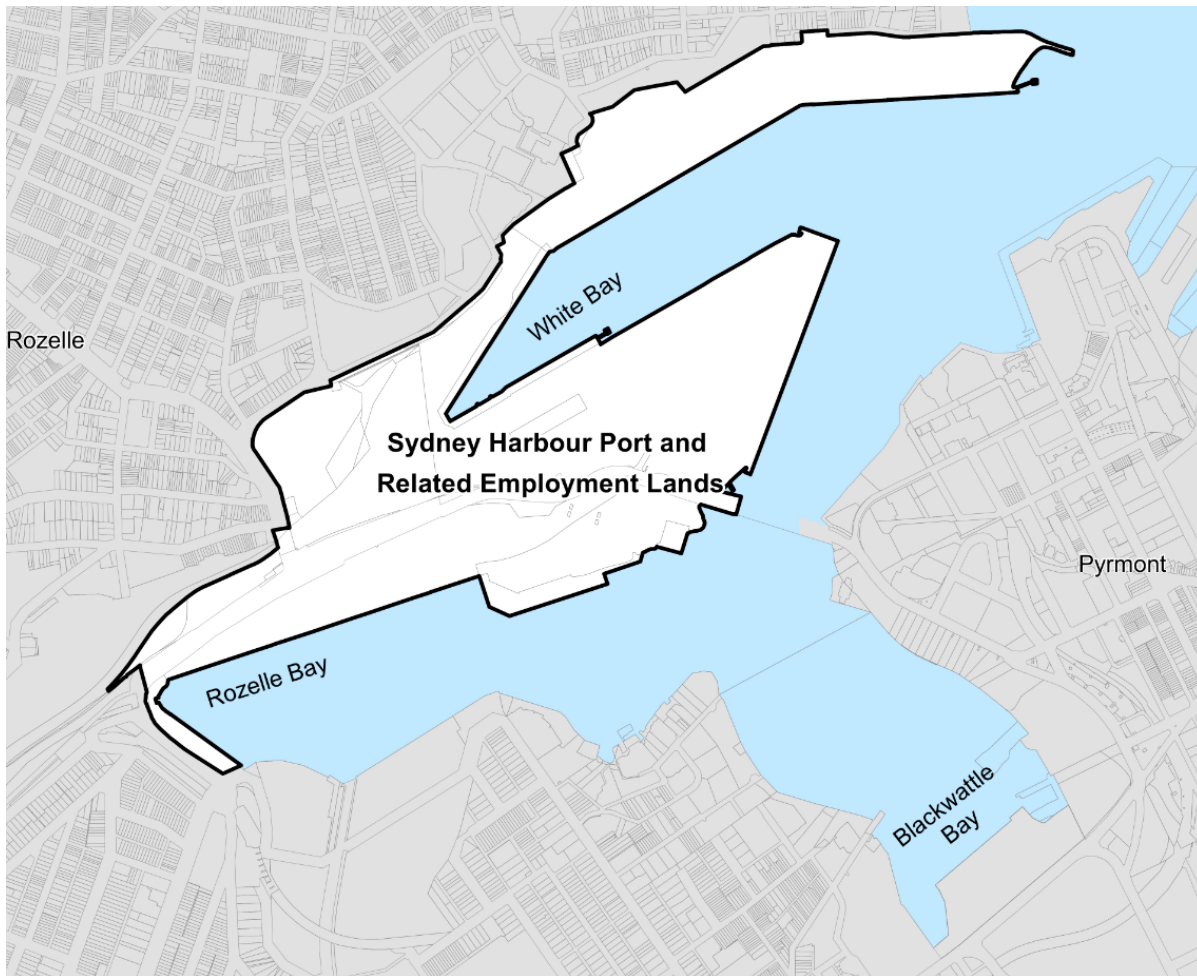 White Bay
Rozelle
Sydney Harbour Port and
Related Employment Lands
Pyrmont
Rozelle Bay
Blackwattle
Bay